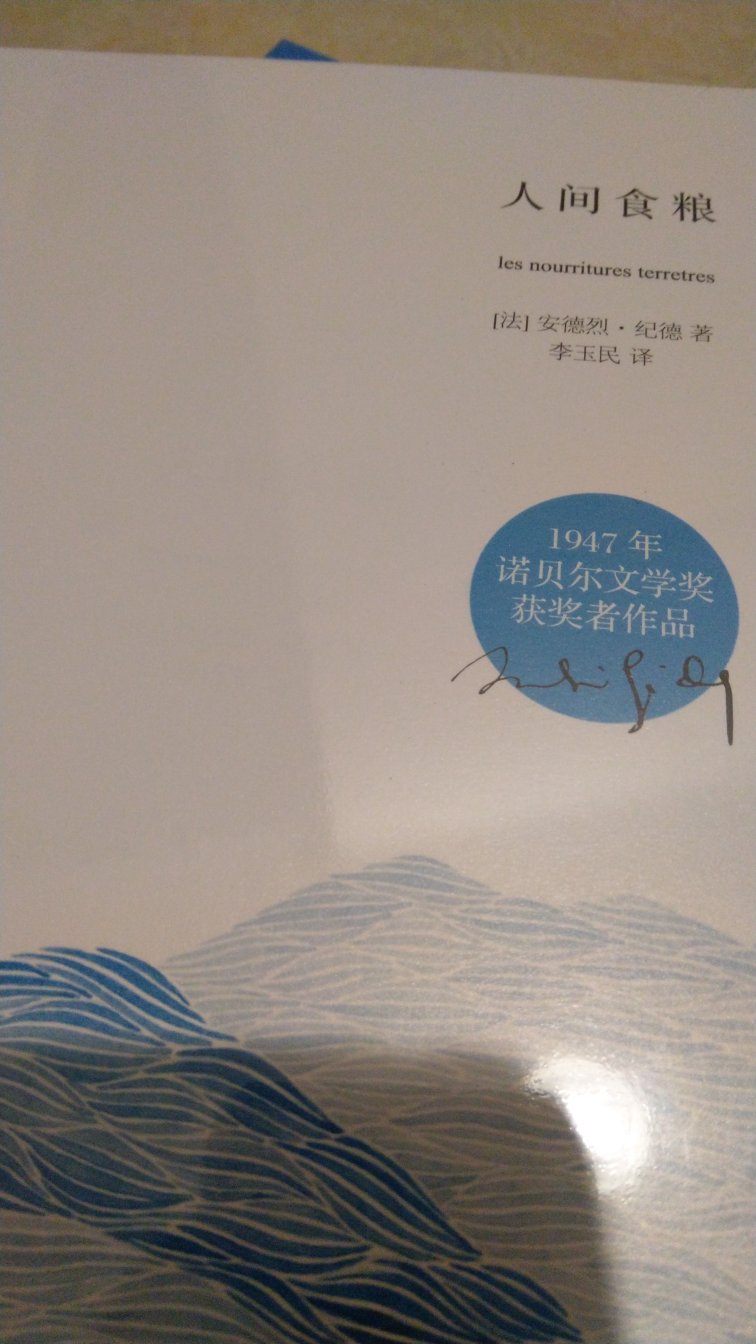 人间食粮
les nourritures terretres
[法] 安德烈·纪德 著
李玉民 译
1947 年
诺贝尔文学奖
获奖者作品